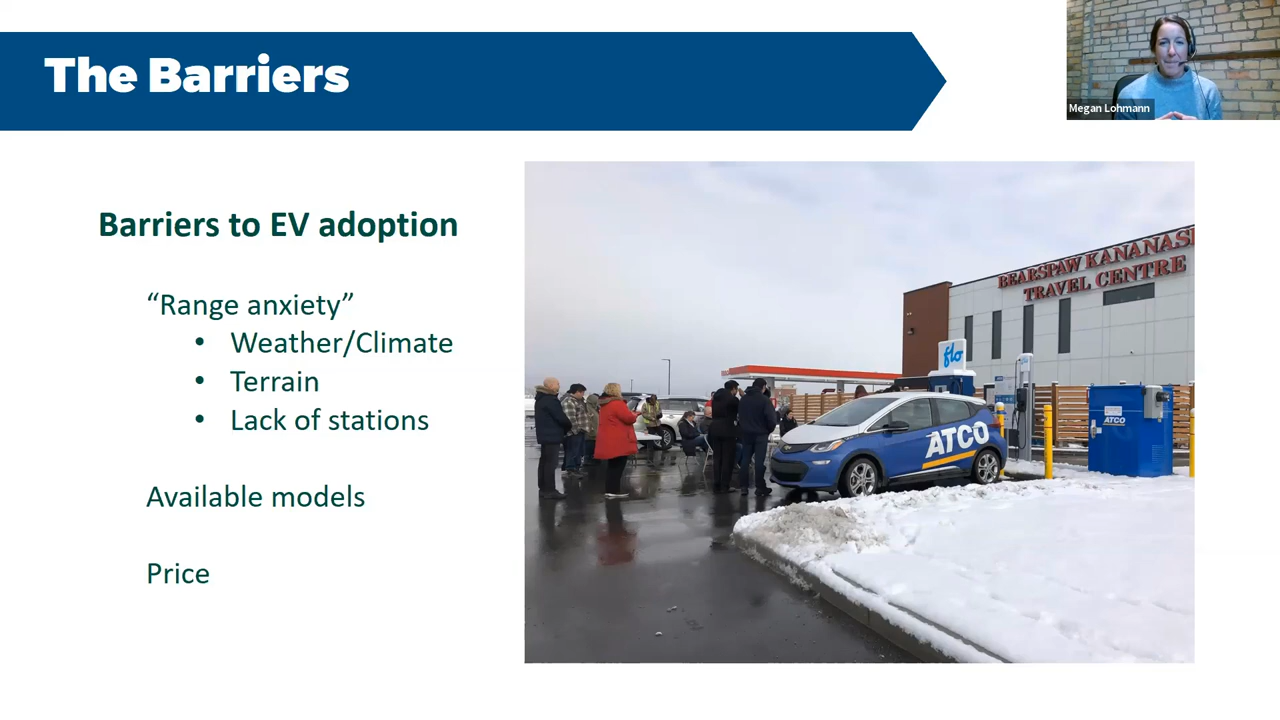 The Barriers
Megan Lohmann
Barriers to EV adoption
“Range anxiety”
• Weather/Climate
• Terrain
• Lack of stations
Available models
Price
BEARSPAW KANANASK
TRAVEL CENTRE
flo
ATCO
ATCO